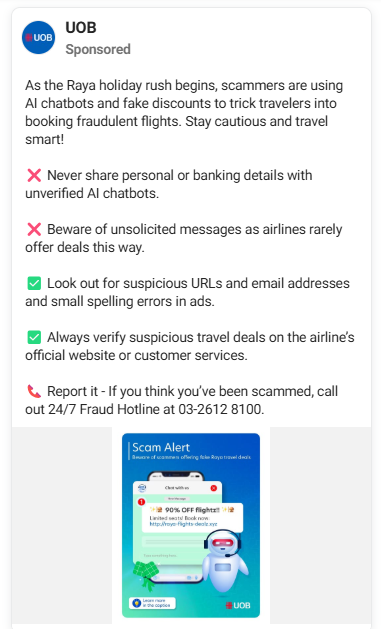 UOB
UOB
Sponsored
As the Raya holiday rush begins, scammers are using
AI chatbots and fake discounts to trick travelers into
booking fraudulent flights. Stay cautious and travel
smart!
❌ Never share personal or banking details with
unverified AI chatbots.
❌ Beware of unsolicited messages as airlines rarely
offer deals this way.
✅ Look out for suspicious URLs and email addresses
and small spelling errors in ads.
✅ Always verify suspicious travel deals on the airline's
official website or customer services.
📞 Report it - If you think you've been scammed, call
out 24/7 Fraud Hotline at 03-2612 8100.
Scam Alert
Beware of scammers offering fake Raya travel deals
Chat with us
New Message
1
90% OFF flightz!!
Limited seats! Book now:
http://raya-flights-deals.xyz
Learn more
in the caption
UOB